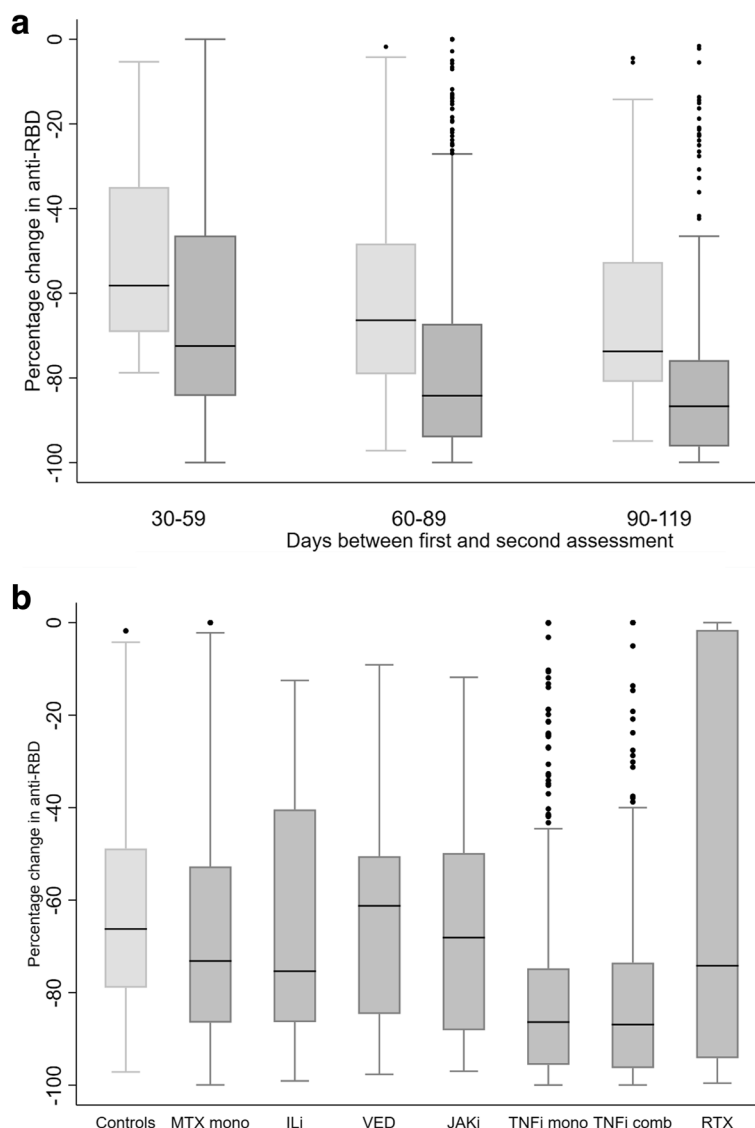 a
Percentage change in anti-RBD
0
-20
-40
-60
-80
-100
30-59 60-89 90-119
Days between first and second assessment
b
Percentage change in anti-RBD
0
-20
-40
-60
-80
-100
Controls MTX mono ILi VED JAKi TNFi mono TNFi comb RTX